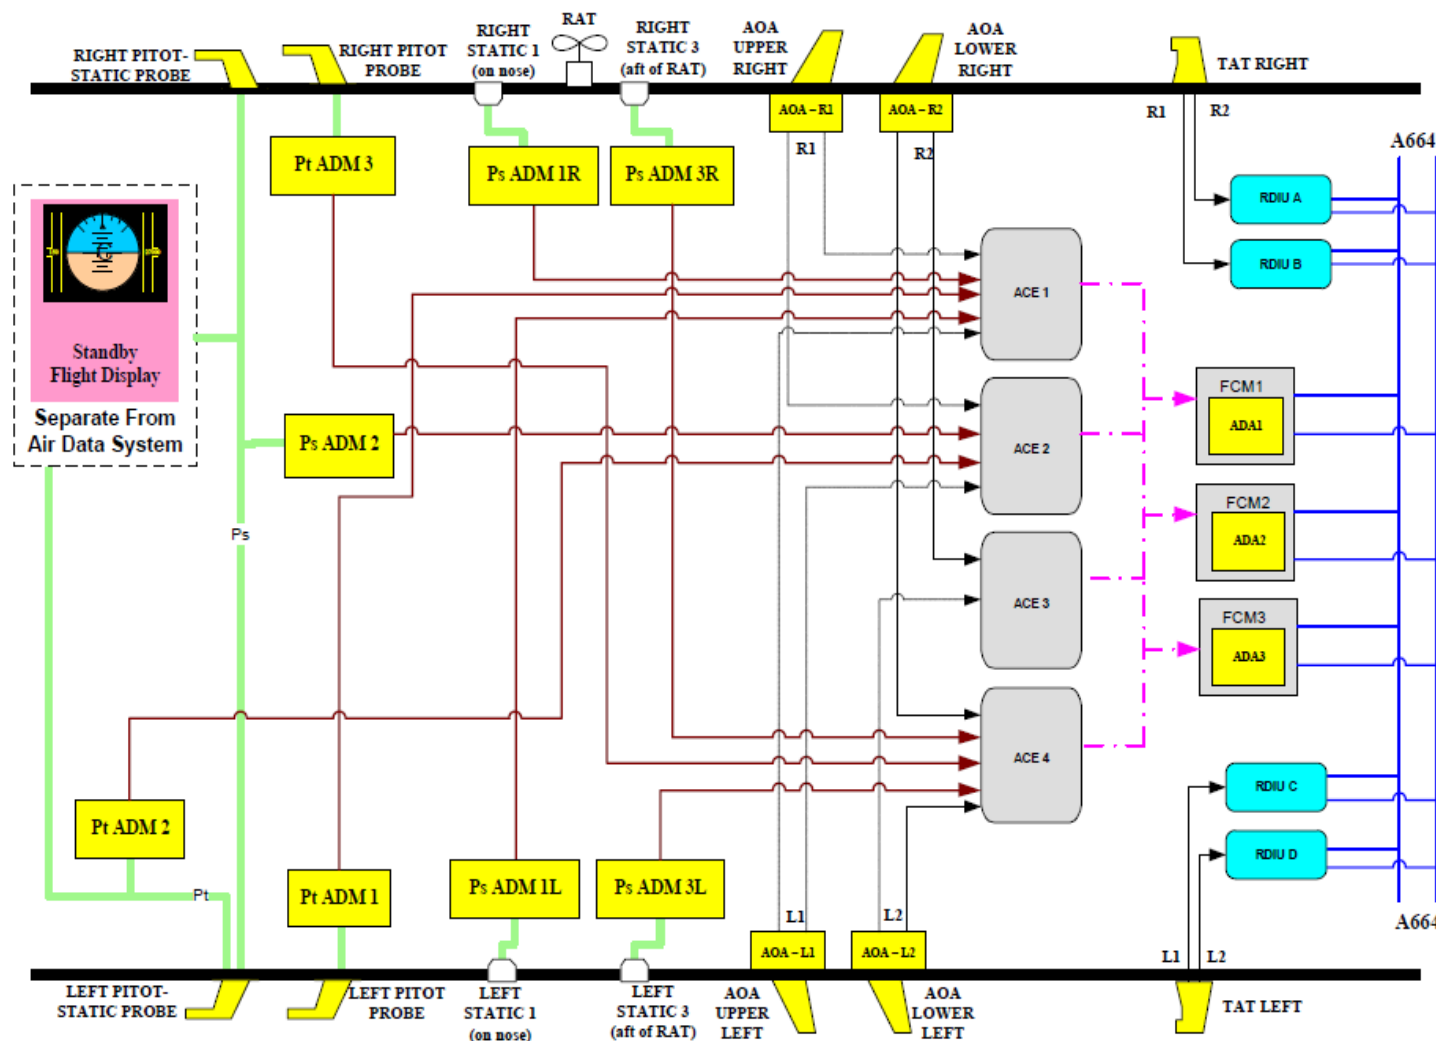 RIGHT PITOT-
STATIC PROBE
RIGHT PITOT
PROBE
RIGHT
STATIC 1
(on nose)
RAT
RIGHT
STATIC 3
(aft of RAT)
AOA
UPPER
RIGHT
AOA
LOWER
RIGHT
TAT RIGHT
AOA – R1
AOA – R2
R1
R2
R1
R2
A664
Pt ADM 3
Ps ADM 1R
Ps ADM 3R
RDIU A
RDIU B
Standby
Flight Display
Separate From
Air Data System
ACE 1
FCM1
ADA1
Ps ADM 2
ACE 2
FCM2
ADA2
Ps
ACE 3
FCM3
ADA3
ACE 4
RDIU C
Pt ADM 2
RDIU D
Pt
Pt ADM 1
Ps ADM 1L
Ps ADM 3L
L1
L2
A664
AOA – L1
AOA – L2
L1
L2
LEFT PITOT-
STATIC PROBE
LEFT PITOT
PROBE
LEFT
STATIC 1
(on nose)
LEFT
STATIC 3
(aft of RAT)
AOA
UPPER
LEFT
AOA
LOWER
LEFT
TAT LEFT